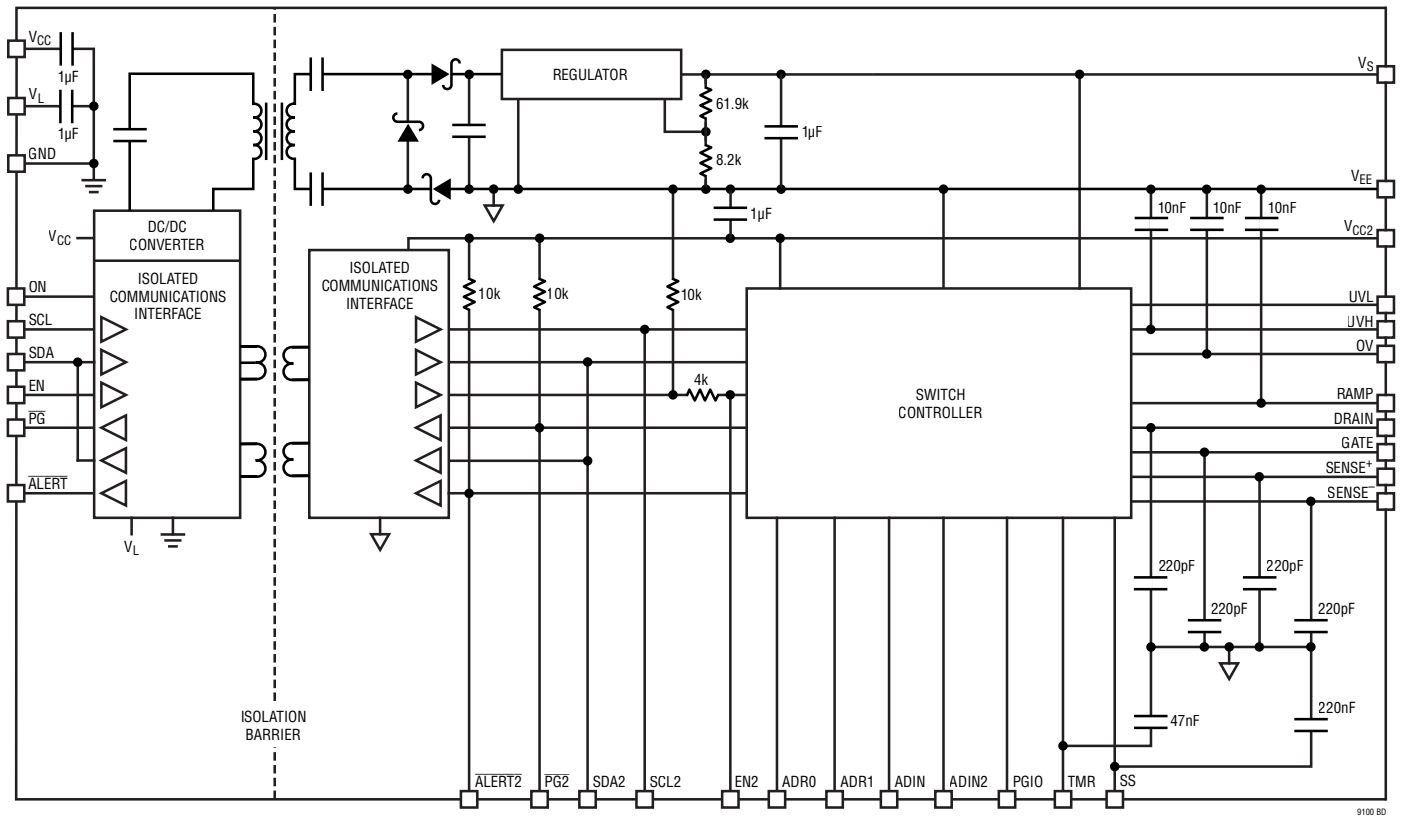 VCC
1µF
VL
1µF
GND
REGULATOR
61.9k
8.2k
1µF
VS
VEE
1µF
10nF
10nF
10nF
VCC2
VCC
DC/DC
CONVERTER
ISOLATED
COMMUNICATIONS
INTERFACE
ISOLATED
COMMUNICATIONS
INTERFACE
10k
10k
10k
4k
ON
SCL
SDA
EN
PG
ALERT
VL
SWITCH
CONTROLLER
UVL
UVH
OV
RAMP
DRAIN
GATE
SENSE+
SENSE–
220pF
220pF
220pF
220pF
47nF
220nF
ISOLATION
BARRIER
ALERT2
PG2
SDA2
SCL2
EN2
ADR0
ADR1
ADIN
ADIN2
PGIO
TMR
SS
9100 BD